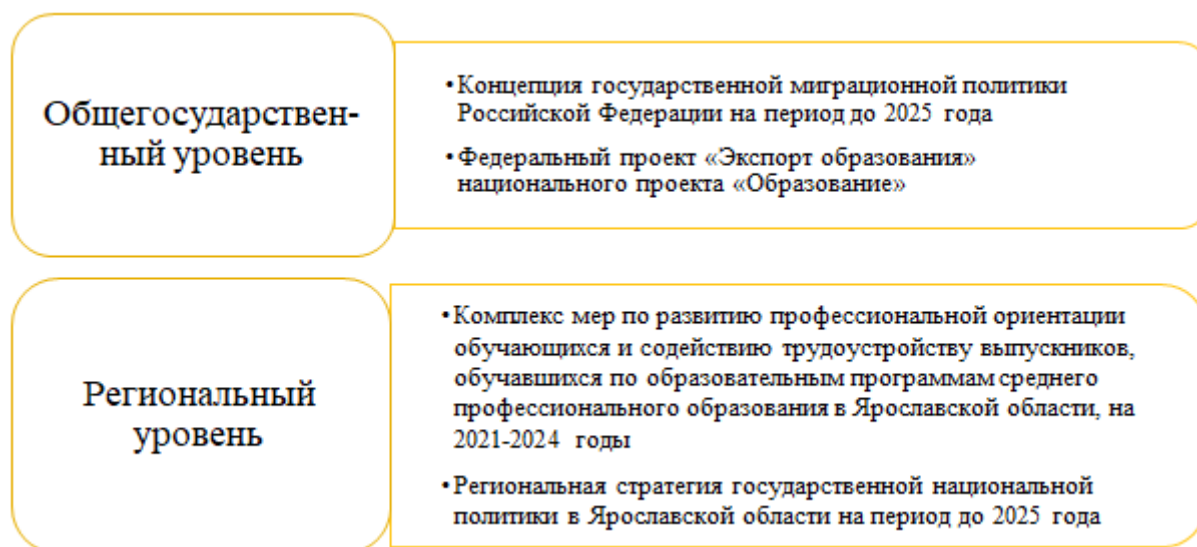 Общегосударствен-
ный уровень
•Концепция государственной миграционной политики
Российской Федерации на период до 2025 года
•Федеральный проект «Экспорт образования»
национального проекта «Образование»
Региональный
уровень
•Комплекс мер по развитию профессиональной ориентации
обучающихся и содействию трудоустройству выпускников,
обучавшихся по образовательным программам среднего
профессионального образования в Ярославской области, на
2021-2024 годы
•Региональная стратегия государственной национальной
политики в Ярославской области на период до 2025 года